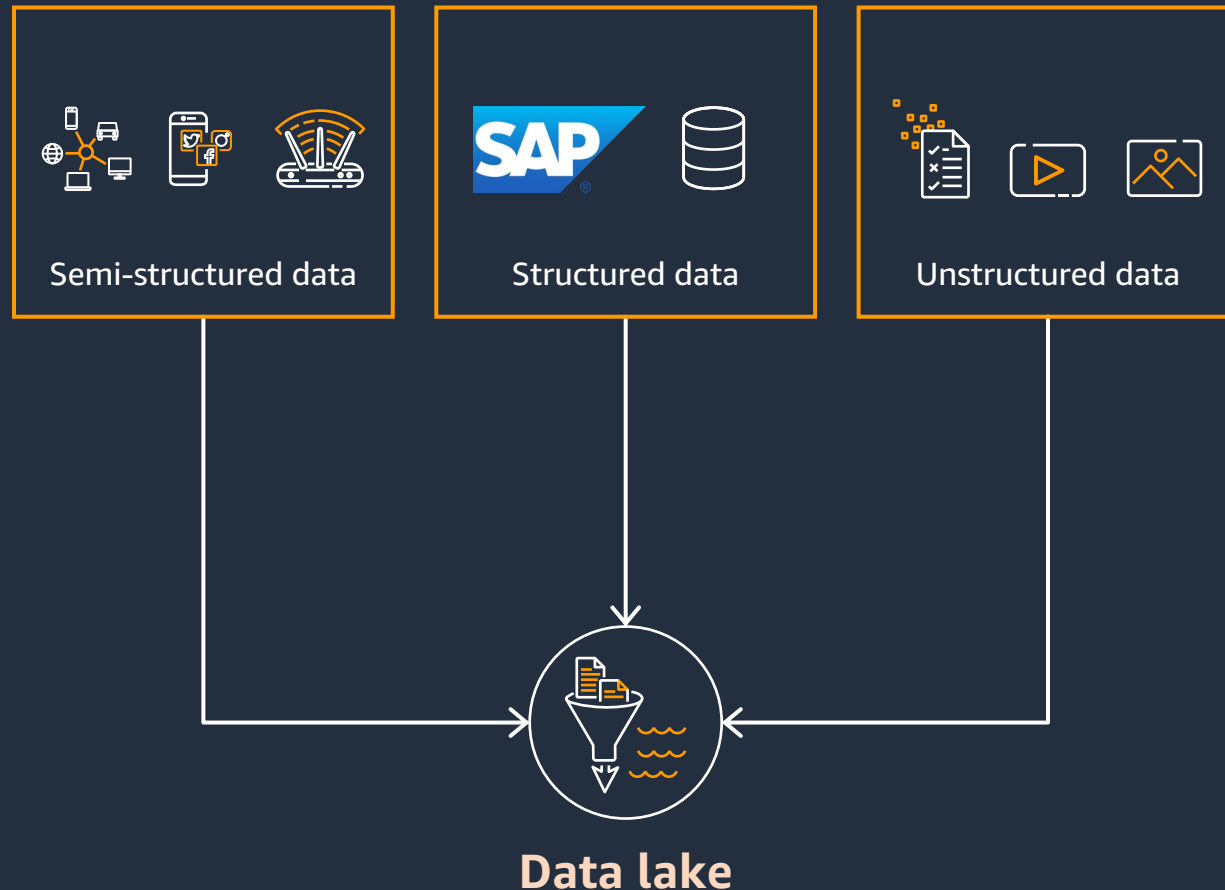 SAP
®
Semi-structured data
Structured data
Unstructured data
Data lake